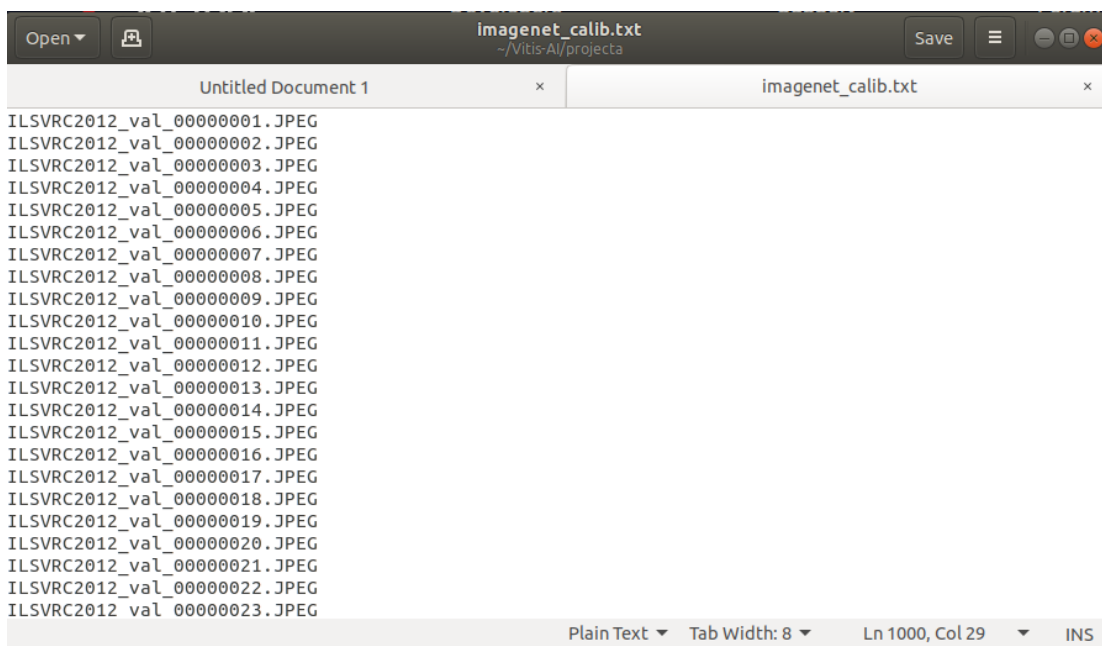 Open
imagenet_calib.txt
~/Vitis-AI/projecta
Save
Untitled Document 1 ×
imagenet_calib.txt ×
ILSVRC2012_val_00000001.JPEG
ILSVRC2012_val_00000002.JPEG
ILSVRC2012_val_00000003.JPEG
ILSVRC2012_val_00000004.JPEG
ILSVRC2012_val_00000005.JPEG
ILSVRC2012_val_00000006.JPEG
ILSVRC2012_val_00000007.JPEG
ILSVRC2012_val_00000008.JPEG
ILSVRC2012_val_00000009.JPEG
ILSVRC2012_val_00000010.JPEG
ILSVRC2012_val_00000011.JPEG
ILSVRC2012_val_00000012.JPEG
ILSVRC2012_val_00000013.JPEG
ILSVRC2012_val_00000014.JPEG
ILSVRC2012_val_00000015.JPEG
ILSVRC2012_val_00000016.JPEG
ILSVRC2012_val_00000017.JPEG
ILSVRC2012_val_00000018.JPEG
ILSVRC2012_val_00000019.JPEG
ILSVRC2012_val_00000020.JPEG
ILSVRC2012_val_00000021.JPEG
ILSVRC2012_val_00000022.JPEG
ILSVRC2012_val_00000023.JPEG
Plain Text Tab Width: 8 Ln 1000, Col 29 INS